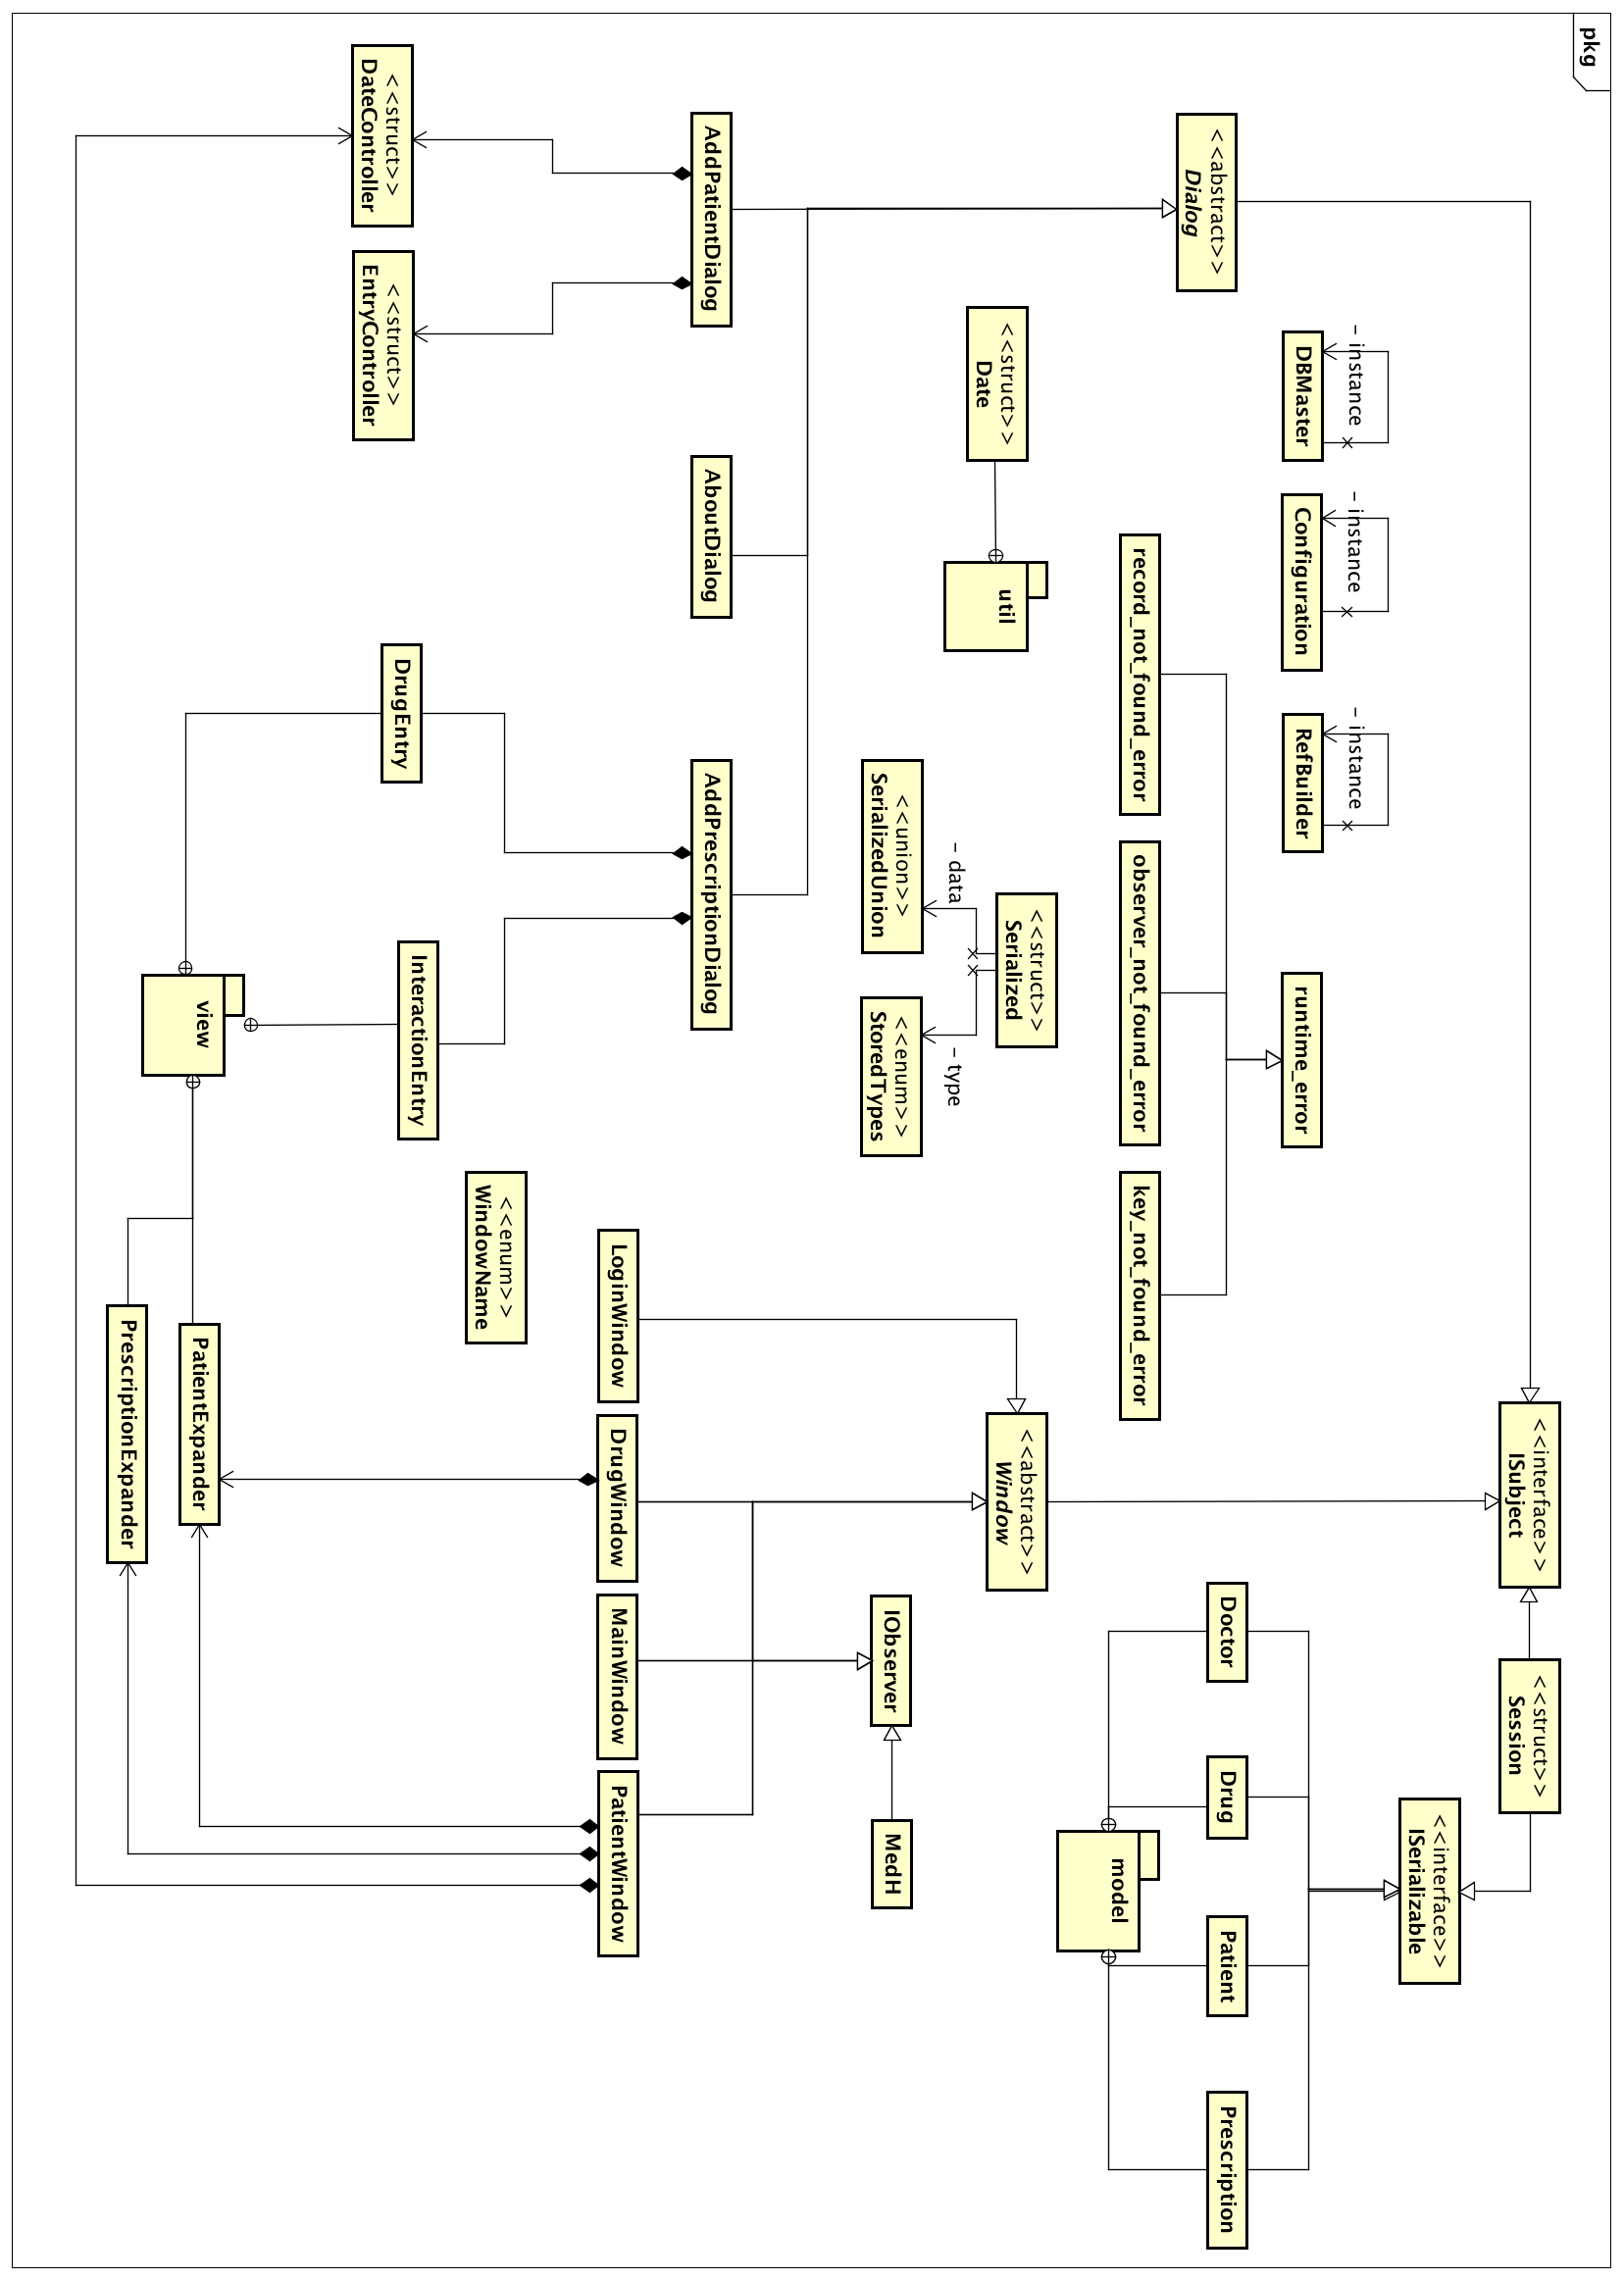 pkg
<<interface>>
ISubject
<<struct>>
Session
<<interface>>
ISerializable
- instance
- instance
- instance
DBMaster
Configuration
RefBuilder
runtime_error
<<abstract>>
Dialog
Doctor
Drug
Patient
Prescription
record_not_found_error
observer_not_found_error
key_not_found_error
model
<<struct>>
Date
util
<<struct>>
Serialized
<<abstract>>
Window
- data
- type
<<union>>
SerializedUnion
<<enum>>
StoredTypes
IObserver
MedH
AddPatientDialog
AboutDialog
AddPrescriptionDialog
LoginWindow
DrugWindow
MainWindow
PatientWindow
<<enum>>
WindowName
<<struct>>
DateController
<<struct>>
EntryController
DrugEntry
InteractionEntry
view
PatientExpander
PrescriptionExpander